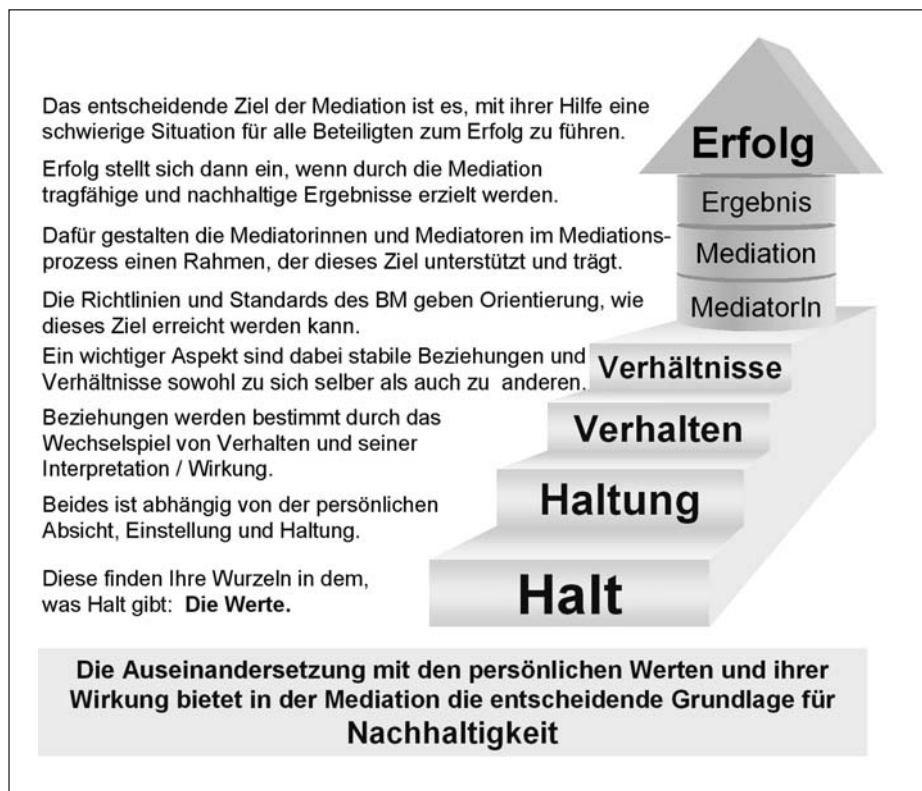 Das entscheidende Ziel der Mediation ist es, mit ihrer Hilfe eine
schwierige Situation für alle Beteiligten zum Erfolg zu führen.
Erfolg stellt sich dann ein, wenn durch die Mediation
tragfähige und nachhaltige Ergebnisse erzielt werden.
Dafür gestalten die Mediatorinnen und Mediatoren im Mediations-
prozess einen Rahmen, der dieses Ziel unterstützt und trägt.
Die Richtlinien und Standards des BM geben Orientierung, wie
dieses Ziel erreicht werden kann.
Ein wichtiger Aspekt sind dabei stabile Beziehungen und
Verhältnisse sowohl zu sich selber als auch zu anderen.
Beziehungen werden bestimmt durch das
Wechselspiel von Verhalten und seiner
Interpretation / Wirkung.
Beides ist abhängig von der persönlichen
Absicht, Einstellung und Haltung.
Diese finden Ihre Wurzeln in dem,
was Halt gibt: Die Werte.
Erfolg
Ergebnis
Mediation
MediatorIn
Verhältnisse
Verhalten
Haltung
Halt
Die Auseinandersetzung mit den persönlichen Werten und ihrer
Wirkung bietet in der Mediation die entscheidende Grundlage für
Nachhaltigkeit